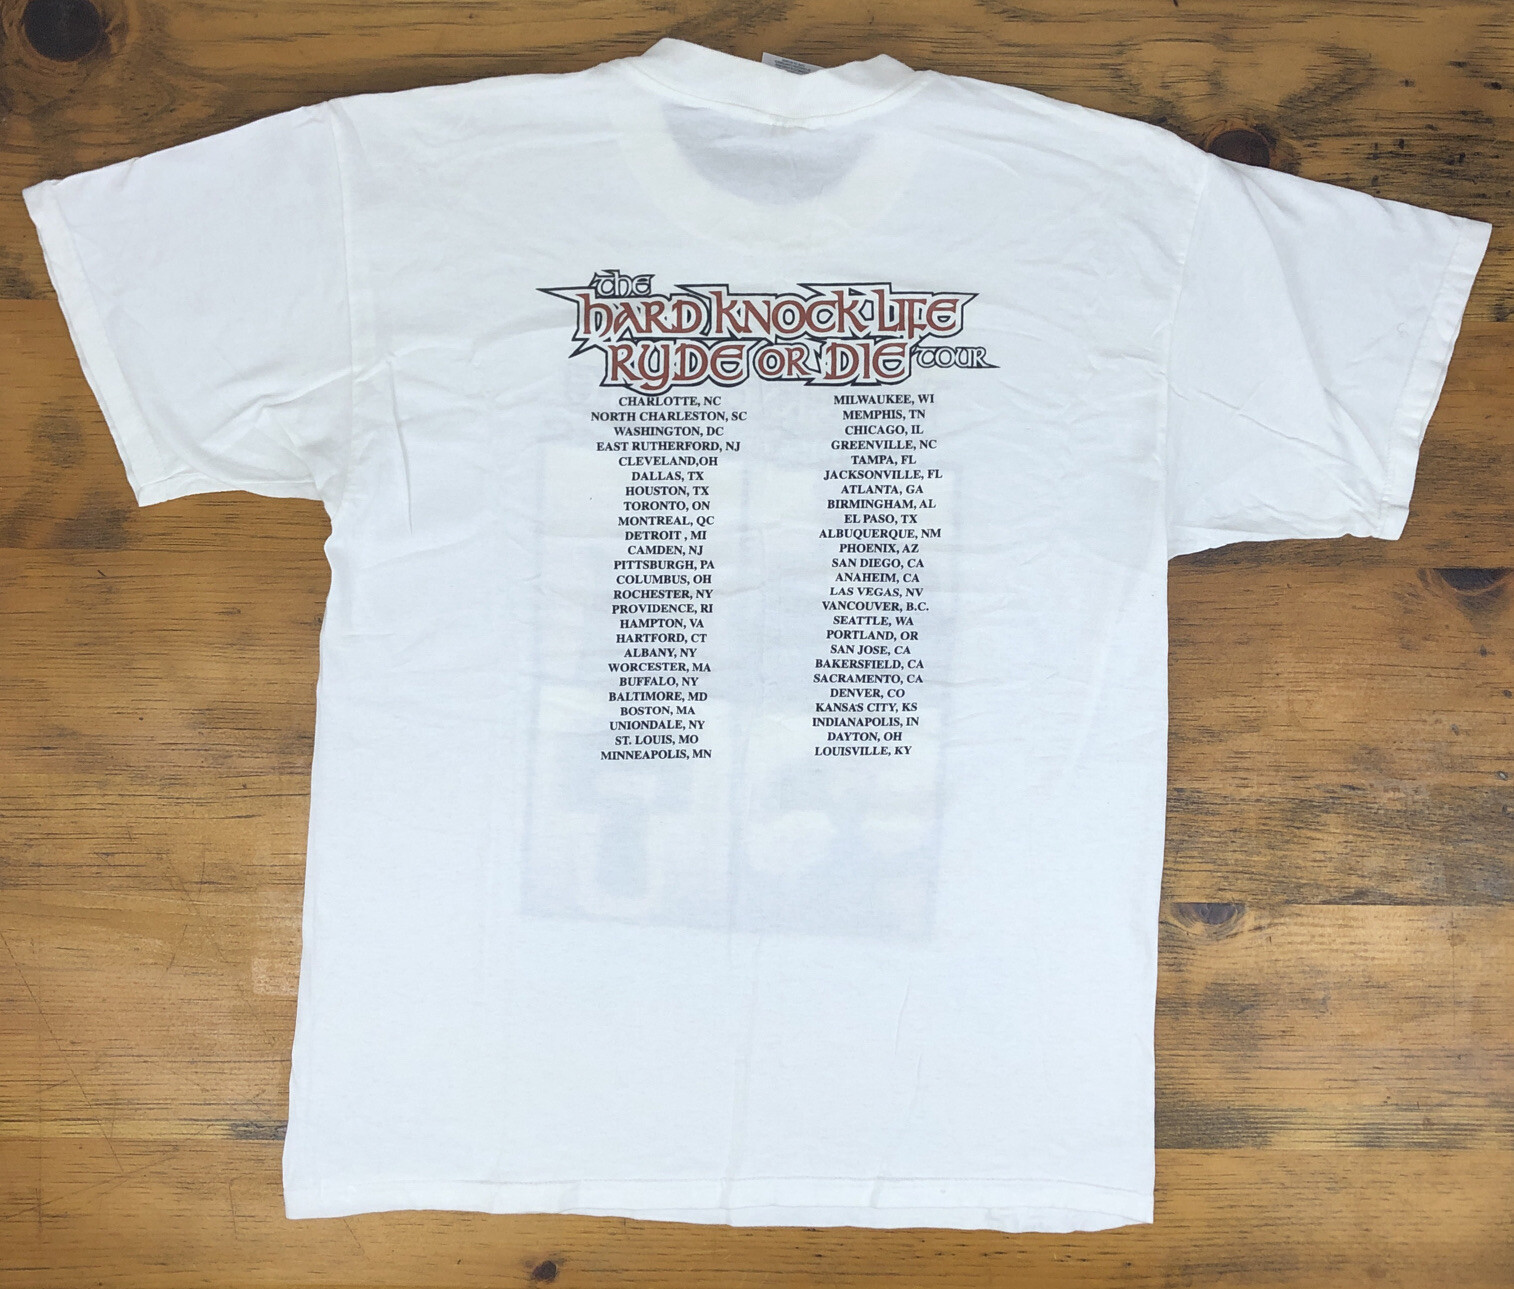 the
HARD KNOCK LIFE
RYDE OR DIE TOUR
CHARLOTTE, NC
NORTH CHARLESTON, SC
WASHINGTON, DC
EAST RUTHERFORD, NJ
CLEVELAND,OH
DALLAS, TX
HOUSTON, TX
TORONTO, ON
MONTREAL, QC
DETROIT , MI
CAMDEN, NJ
PITTSBURGH, PA
COLUMBUS, OH
ROCHESTER, NY
PROVIDENCE, RI
HAMPTON, VA
HARTFORD, CT
ALBANY, NY
WORCESTER, MA
BUFFALO, NY
BALTIMORE, MD
BOSTON, MA
UNIONDALE, NY
ST. LOUIS, MO
MINNEAPOLIS, MN
MILWAUKEE, WI
MEMPHIS, TN
CHICAGO, IL
GREENVILLE, NC
TAMPA, FL
JACKSONVILLE, FL
ATLANTA, GA
BIRMINGHAM, AL
EL PASO, TX
ALBUQUERQUE, NM
PHOENIX, AZ
SAN DIEGO, CA
ANAHEIM, CA
LAS VEGAS, NV
VANCOUVER, B.C.
SEATTLE, WA
PORTLAND, OR
SAN JOSE, CA
BAKERSFIELD, CA
SACRAMENTO, CA
DENVER, CO
KANSAS CITY, KS
INDIANAPOLIS, IN
DAYTON, OH
LOUISVILLE, KY